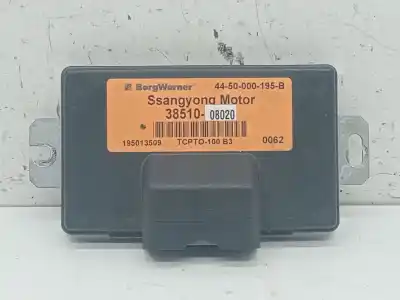 BorgWarner 44-50-000-195-B
Ssangyong Motor
38510-08020
195013509 TCPTO-100 B3 0062